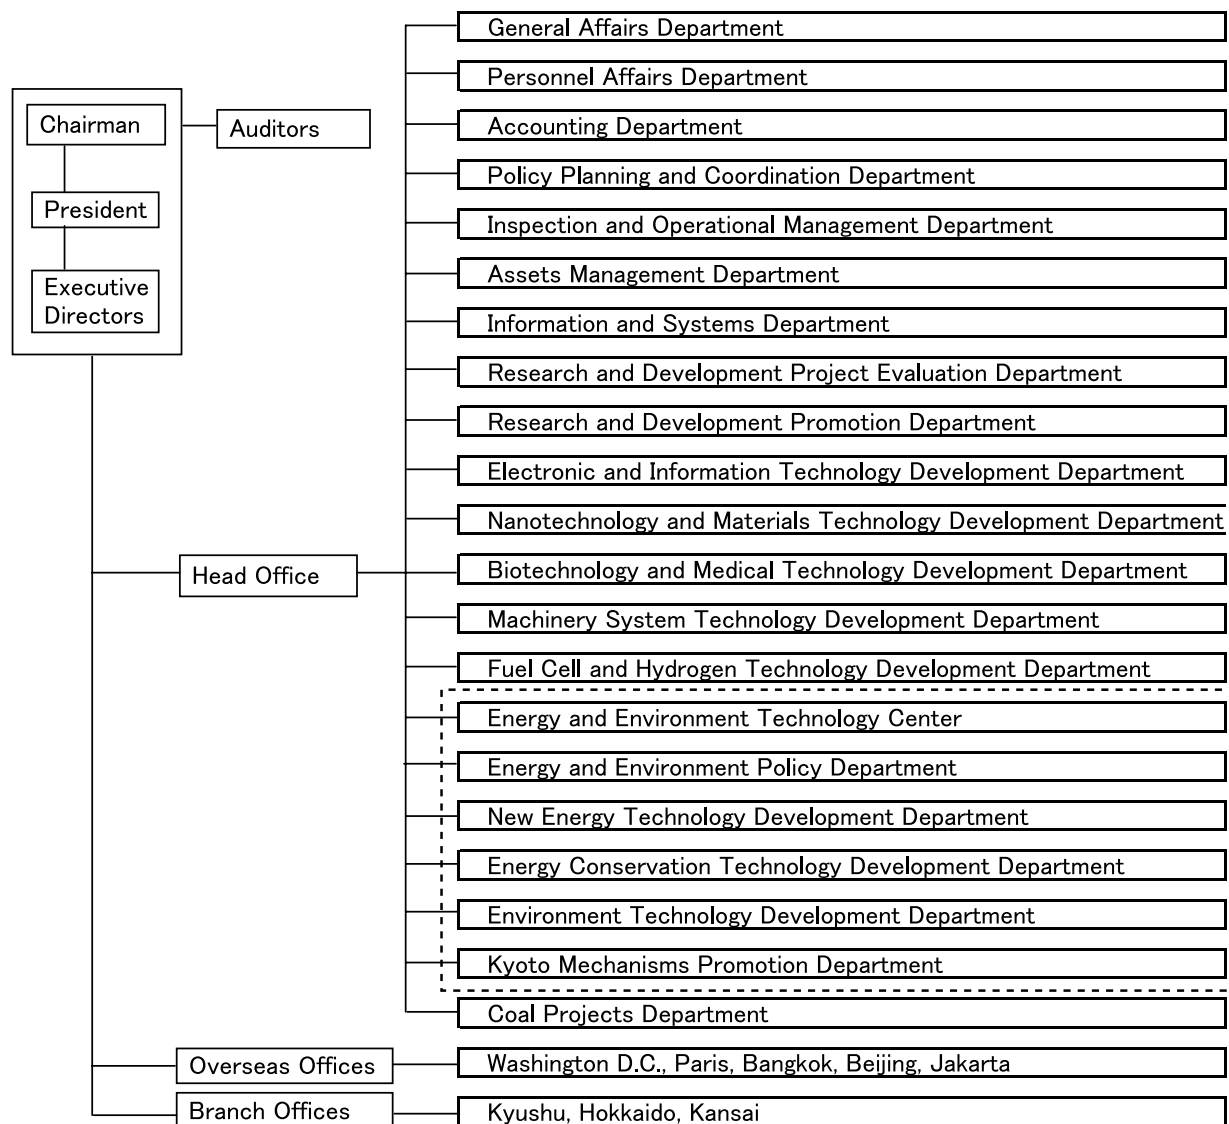 Chairman
President
Executive
Directors
Auditors
Head Office
General Affairs Department
Personnel Affairs Department
Accounting Department
Policy Planning and Coordination Department
Inspection and Operational Management Department
Assets Management Department
Information and Systems Department
Research and Development Project Evaluation Department
Research and Development Promotion Department
Electronic and Information Technology Development Department
Nanotechnology and Materials Technology Development Department
Biotechnology and Medical Technology Development Department
Machinery System Technology Development Department
Fuel Cell and Hydrogen Technology Development Department
Energy and Environment Technology Center
Energy and Environment Policy Department
New Energy Technology Development Department
Energy Conservation Technology Development Department
Environment Technology Development Department
Kyoto Mechanisms Promotion Department
Coal Projects Department
Overseas Offices
Washington D.C., Paris, Bangkok, Beijing, Jakarta
Branch Offices
Kyushu, Hokkaido, Kansai